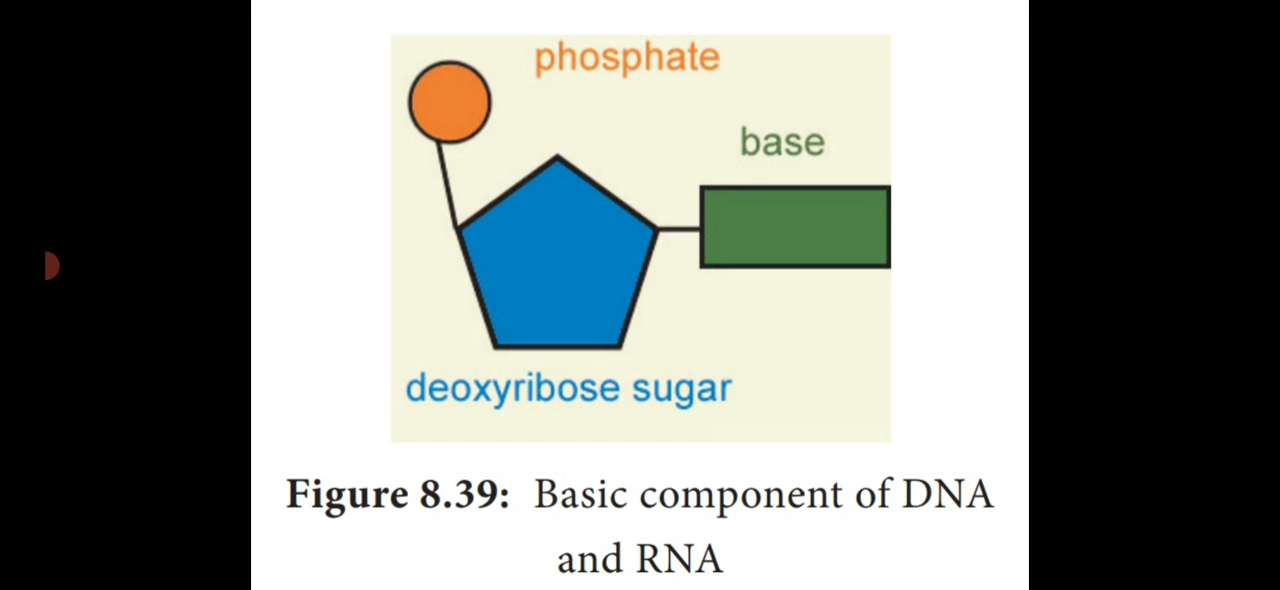 phosphate
base
deoxyribose sugar
Figure 8.39: Basic component of DNA
and RNA